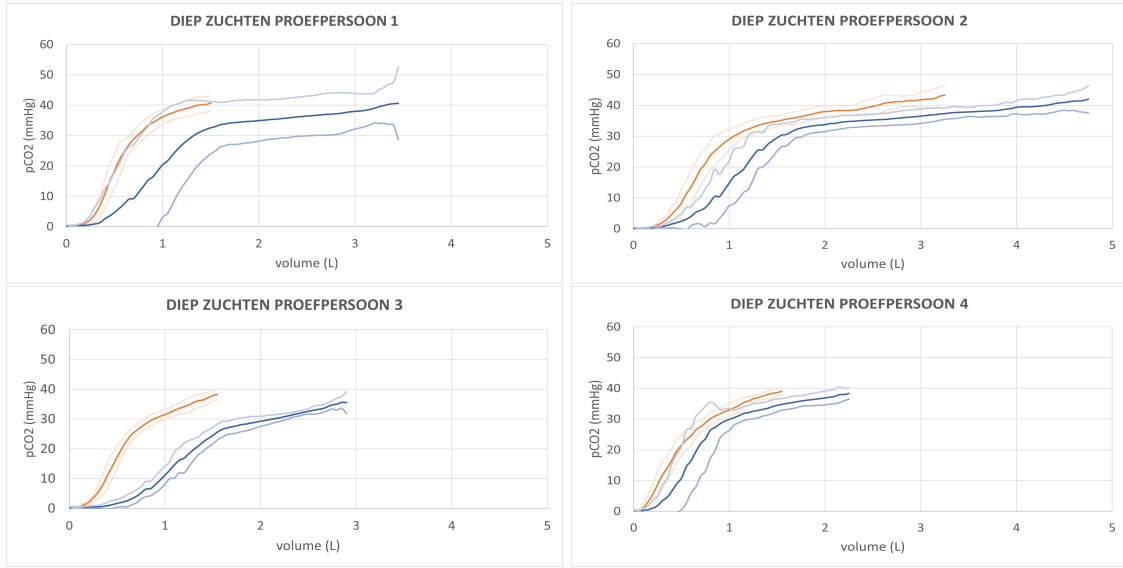 DIEP ZUCHTEN PROEFPERSOON 1
60
50
40
30
20
10
0
pCO2 (mmHg)
0 1 2 3 4 5
volume (L)
DIEP ZUCHTEN PROEFPERSOON 2
60
50
40
30
20
10
0
pCO2 (mmHg)
0 1 2 3 4 5
volume (L)
DIEP ZUCHTEN PROEFPERSOON 3
60
50
40
30
20
10
0
pCO2 (mmHg)
0 1 2 3 4 5
volume (L)
DIEP ZUCHTEN PROEFPERSOON 4
60
50
40
30
20
10
0
pCO2 (mmHg)
0 1 2 3 4 5
volume (L)